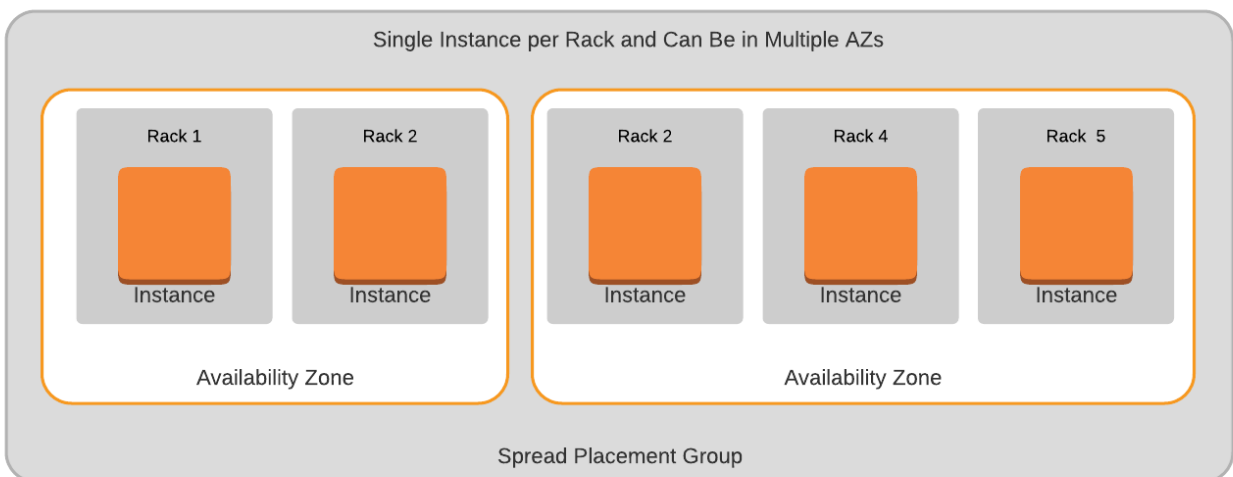 Single Instance per Rack and Can Be in Multiple AZs
Rack 1
Rack 2
Rack 2
Rack 4
Rack 5
Instance
Instance
Instance
Instance
Instance
Availability Zone
Availability Zone
Spread Placement Group